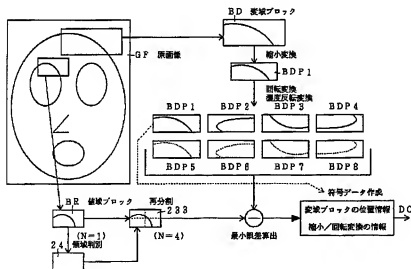 BD 変域ブロック
GF 原画像
縮小変換
BDP1
回転変換
濃度反転変換
BDP1 BDP2 BDP3 BDP4
BDP5 BDP6 BDP7 BDP8
符号データ作成
BR 値域ブロック
再分割
233
(N=1)
(N=4)
24 領域判別
最小誤差算出
変域ブロックの位置情報
縮小/回転変換の情報
DC